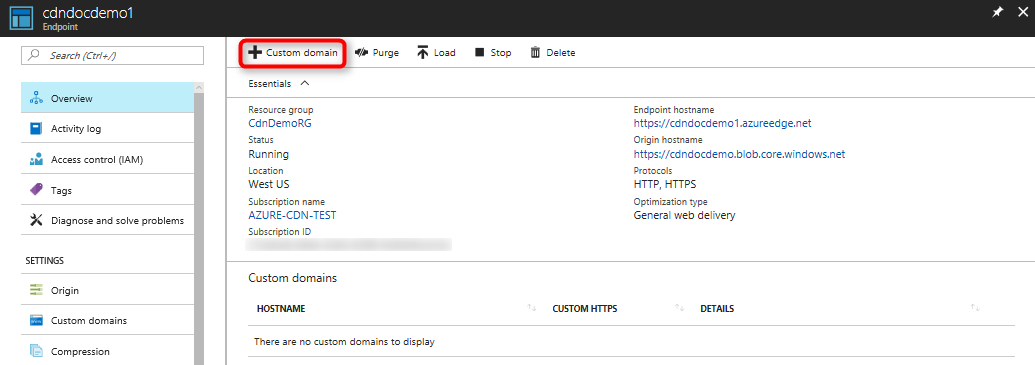 cdndocdemo1
Endpoint
Search (Ctrl+/)
Overview
Activity log
Access control (IAM)
Tags
Diagnose and solve problems
SETTINGS
Origin
Custom domains
Compression
Custom domain Purge Load Stop Delete
Essentials
Resource group
CdnDemoRG
Status
Running
Location
West US
Subscription name
AZURE-CDN-TEST
Subscription ID
Endpoint hostname
https://cdndocdemo1.azureedge.net
Origin hostname
https://cdndocdemo.blob.core.windows.net
Protocols
HTTP, HTTPS
Optimization type
General web delivery
Custom domains
HOSTNAME CUSTOM HTTPS DETAILS
There are no custom domains to display